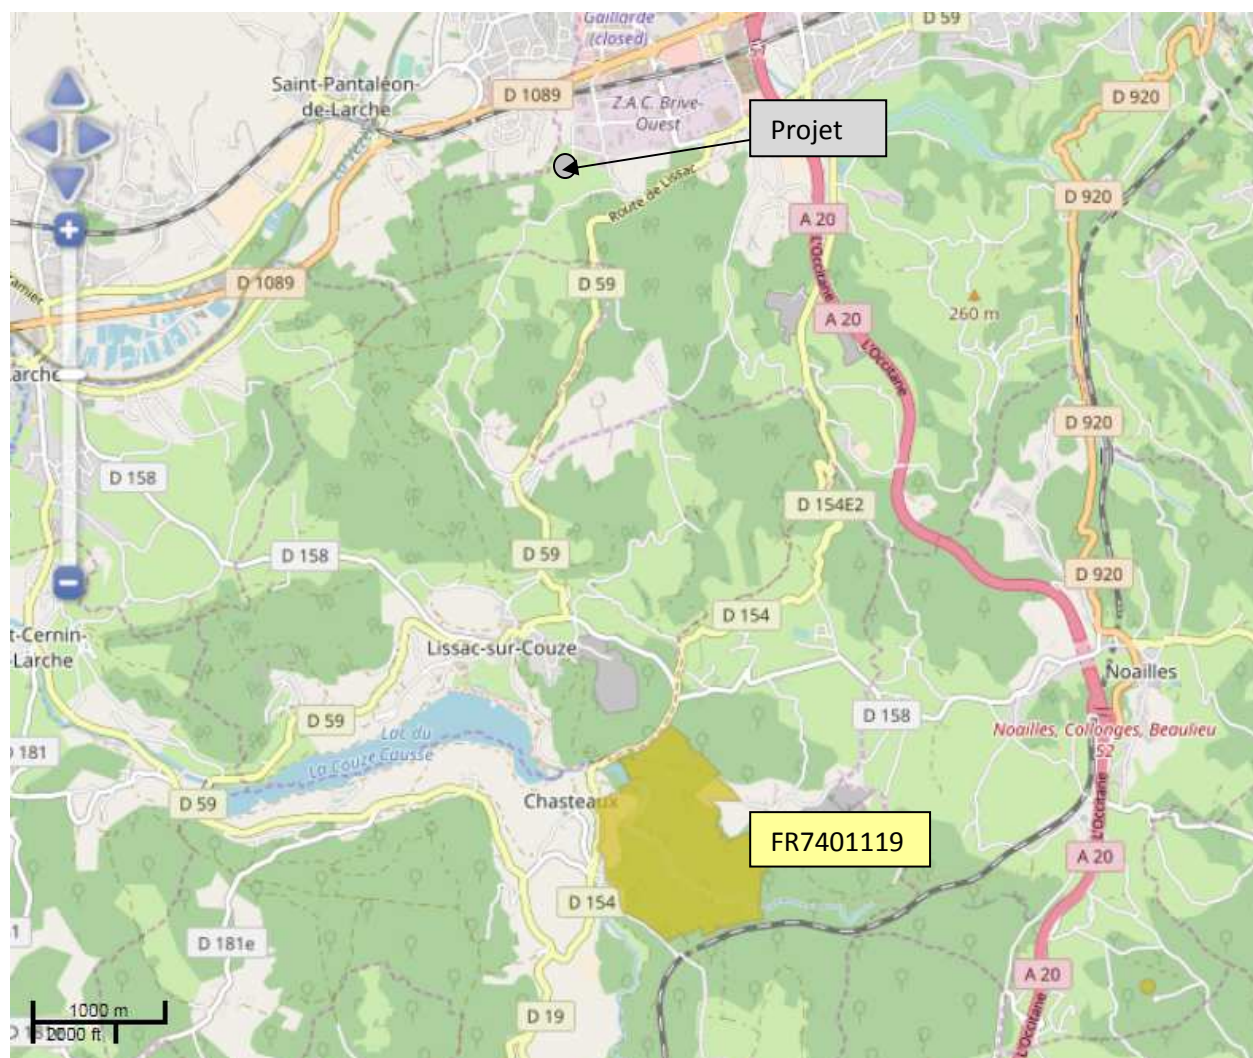 Gaillarde
(closed)
D 59
Saint-Pantaléon-
de-Larche
D 1089
Z.A.C. Brive-
Ouest
D 920
Projet
Route de Lissac
D 920
A 20
L'Occitane
D 59
D 1089
260 m
A 20
L'Occitane
arche
D 920
D 158
D 154E2
D 158
D 59
D 920
D 154
t-Cernin-
Larche
Lissac-sur-Couze
Noailles
D 59
D 158
Lac du
La Couze Causse
Noailles, Collonges, Beaulieu
52
181
D 59
Chasteaux
L'Occitane
FR7401119
A 20
D 154
D 181e
1
A 20
L'Occitane
1000 m
2000 ft
D 19